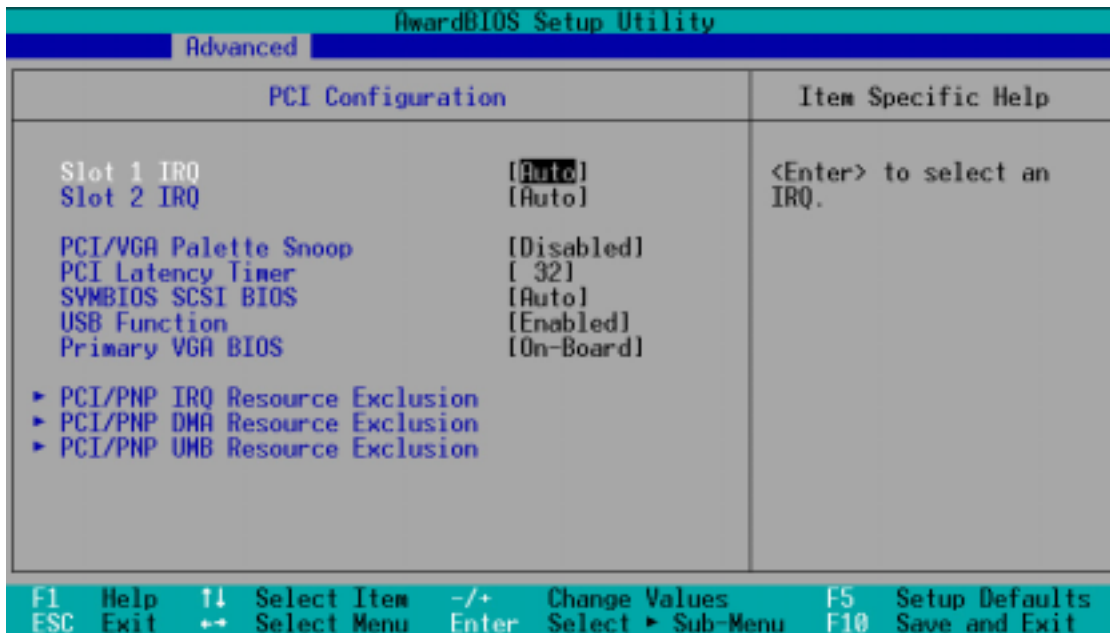 AwardBIOS Setup Utility
Advanced
PCI Configuration
Item Specific Help
Slot 1 IRQ [Auto]
Slot 2 IRQ [Auto]
PCI/VGA Palette Snoop [Disabled]
PCI Latency Timer [ 32]
SYMBIOS SCSI BIOS [Auto]
USB Function [Enabled]
Primary VGA BIOS [On-Board]
► PCI/PNP IRQ Resource Exclusion
► PCI/PNP DMA Resource Exclusion
► PCI/PNP UMB Resource Exclusion
<Enter> to select an
IRQ.
F1 Help ↑↓ Select Item -/+ Change Values F5 Setup Defaults
ESC Exit ←→ Select Menu Enter Select ► Sub-Menu F10 Save and Exit